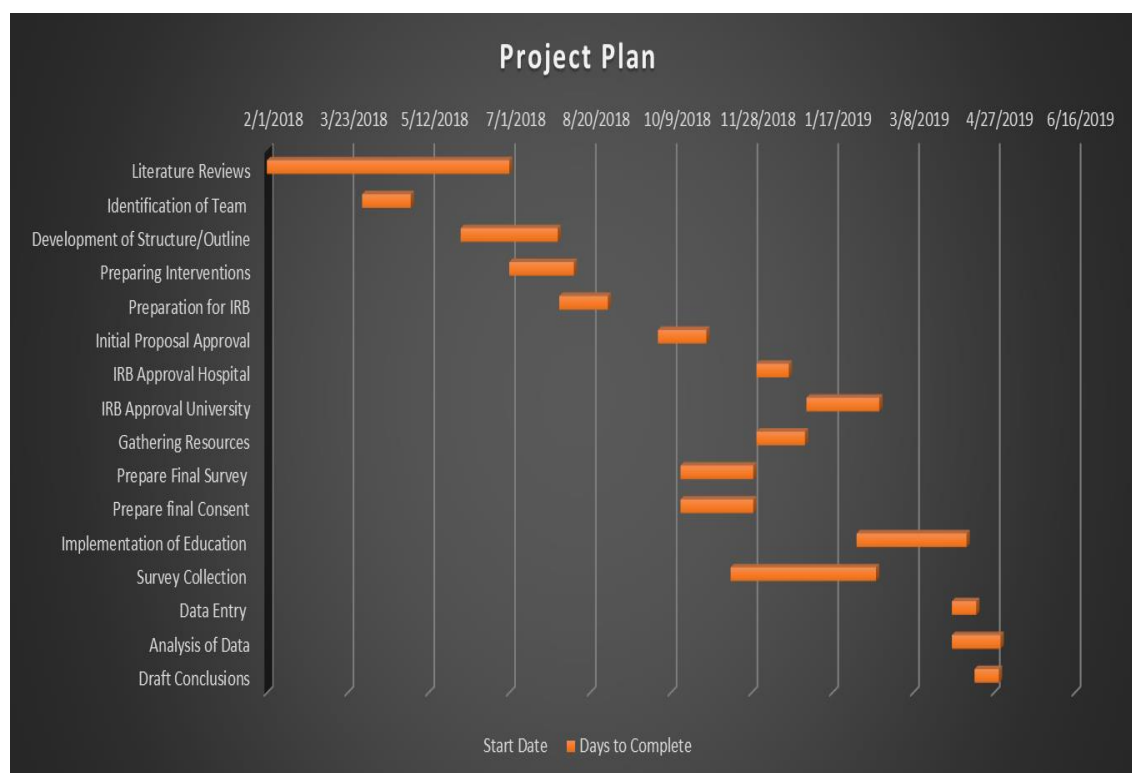 Project Plan
2/1/2018 3/23/2018 5/12/2018 7/1/2018 8/20/2018 10/9/2018 11/28/2018 1/17/2019 3/8/2019 4/27/2019 6/16/2019
Literature Reviews
Identification of Team
Development of Structure/Outline
Preparing Interventions
Preparation for IRB
Initial Proposal Approval
IRB Approval Hospital
IRB Approval University
Gathering Resources
Prepare Final Survey
Prepare final Consent
Implementation of Education
Survey Collection
Data Entry
Analysis of Data
Draft Conclusions
Start Date Days to Complete